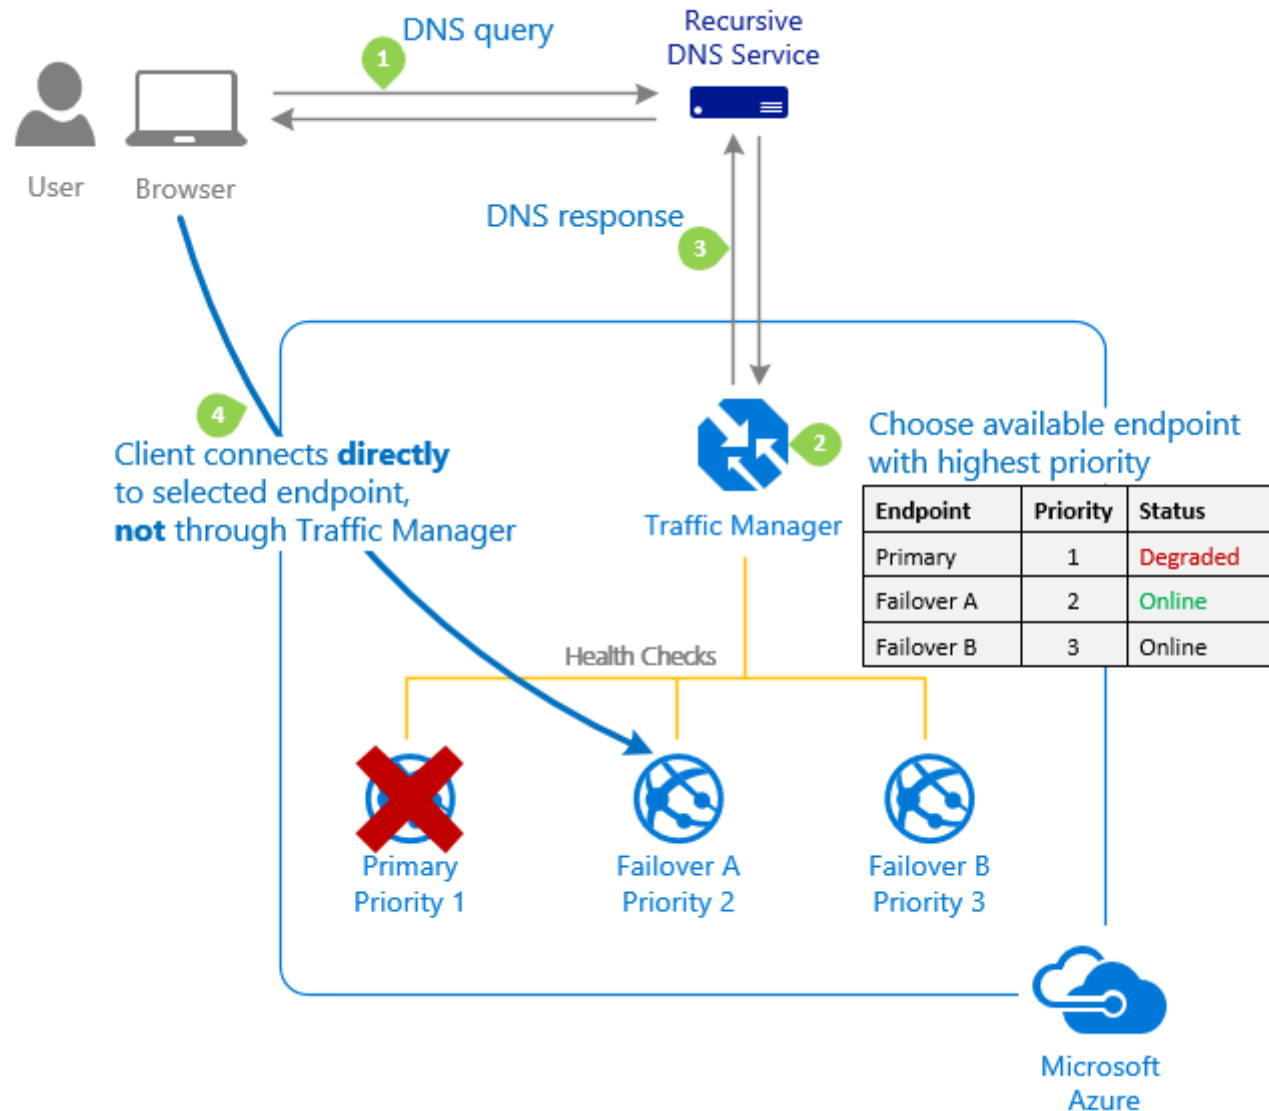 DNS query
1
Recursive
DNS Service
User
Browser
DNS response
3
4
Client connects directly
to selected endpoint,
not through Traffic Manager
2
Traffic Manager
Choose available endpoint
with highest priority
Endpoint Priority Status
Primary 1 Degraded
Failover A 2 Online
Failover B 3 Online
Health Checks
Primary
Priority 1
Failover A
Priority 2
Failover B
Priority 3
Microsoft
Azure